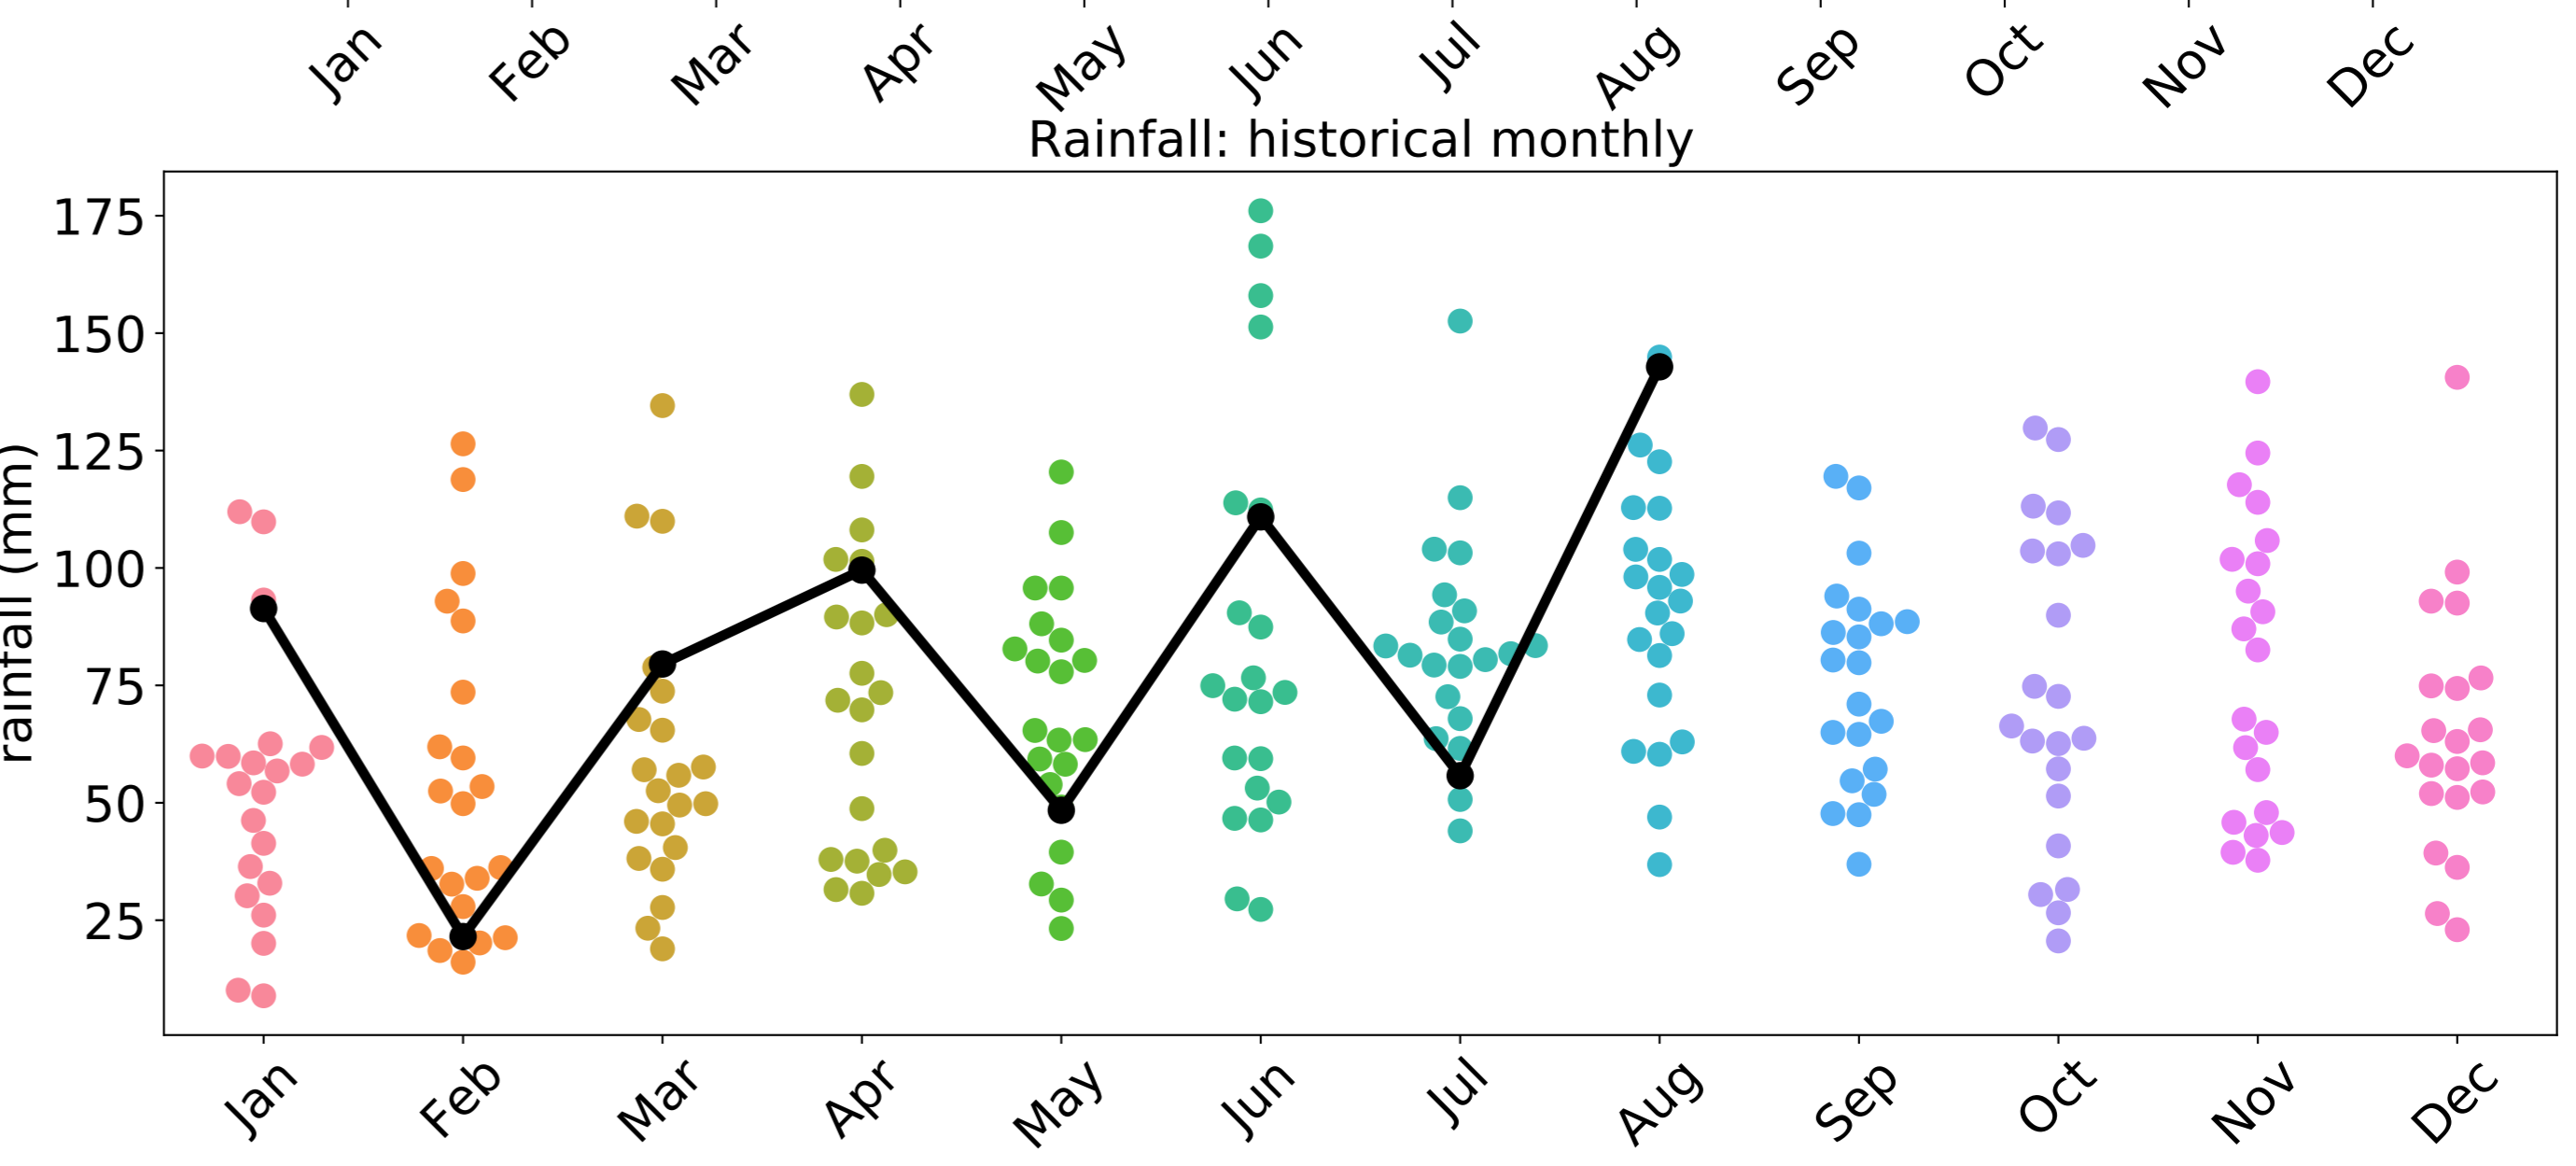 Jan Feb Mar Apr May Jun Jul Aug Sep Oct Nov Dec
Rainfall: historical monthly
rainfall (mm)
175
150
125
100
75
50
25
Jan Feb Mar Apr May Jun Jul Aug Sep Oct Nov Dec